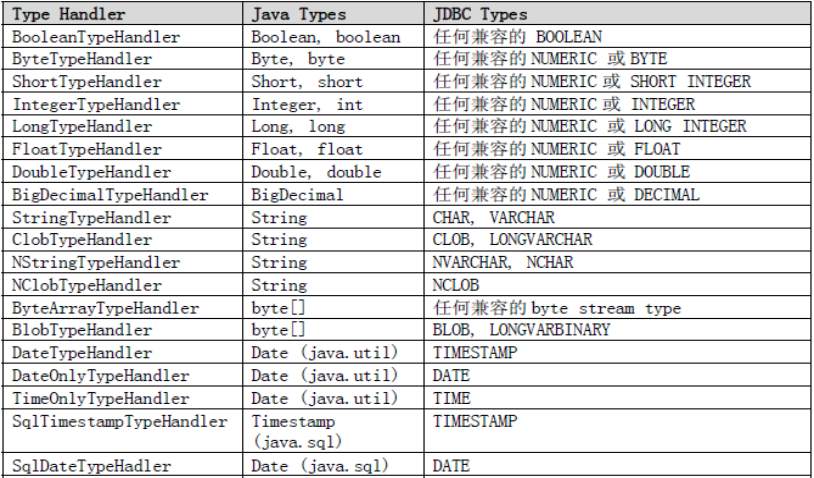 Type Handler Java Types JDBC Types
BooleanTypeHandler Boolean, boolean 任何兼容的 BOOLEAN
ByteTypeHandler Byte, byte 任何兼容的 NUMERIC 或 BYTE
ShortTypeHandler Short, short 任何兼容的 NUMERIC 或 SHORT INTEGER
IntegerTypeHandler Integer, int 任何兼容的 NUMERIC 或 INTEGER
LongTypeHandler Long, long 任何兼容的 NUMERIC 或 LONG INTEGER
FloatTypeHandler Float, float 任何兼容的 NUMERIC 或 FLOAT
DoubleTypeHandler Double, double 任何兼容的 NUMERIC 或 DOUBLE
BigDecimalTypeHandler BigDecimal 任何兼容的 NUMERIC 或 DECIMAL
StringTypeHandler String CHAR, VARCHAR
ClobTypeHandler String CLOB, LONGVARCHAR
NStringTypeHandler String NVARCHAR, NCHAR
NClobTypeHandler String NCLOB
ByteArrayTypeHandler byte[] 任何兼容的 byte stream type
BlobTypeHandler byte[] BLOB, LONGVARBINARY
DateTypeHandler Date (java.util) TIMESTAMP
DateOnlyTypeHandler Date (java.util) DATE
TimeOnlyTypeHandler Date (java.util) TIME
SqlTimestampTypeHandler Timestamp TIMESTAMP
(java.sql)
SqlDateTypeHadler Date (java.sql) DATE